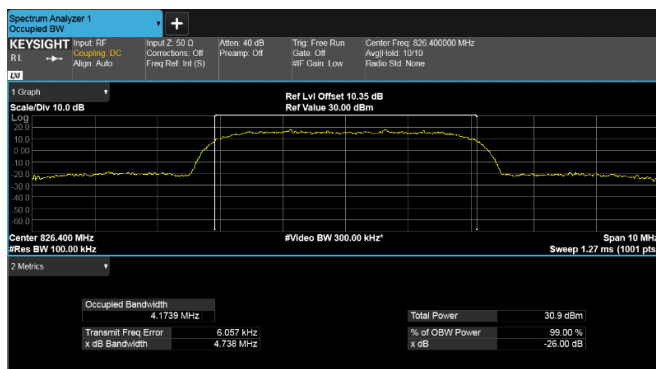 Spectrum Analyzer 1
Occupied BW
+
KEYSIGHT
R L
LXI
Input: RF
Coupling: DC
Align: Auto
Input Z: 50 Ω
Corrections: Off
Freq Ref: Int (S)
Atten: 40 dB
Preamp: Off
Trig: Free Run
Gate: Off
#IF Gain: Low
Center Freq: 826.400000 MHz
Avg|Hold: 10/10
Radio Std: None
1 Graph
Scale/Div 10.0 dB
Ref Lvl Offset 10.35 dB
Ref Value 30.00 dBm
Log
20.0
10.0
0.00
-10.0
-20.0
-30.0
-40.0
-50.0
-60.0
Center 826.400 MHz
#Res BW 100.00 kHz
#Video BW 300.00 kHz*
Span 10 MHz
Sweep 1.27 ms (1001 pts)
2 Metrics
Occupied Bandwidth
4.1739 MHz
Transmit Freq Error 6.057 kHz
x dB Bandwidth 4.738 MHz
Total Power 30.9 dBm
% of OBW Power 99.00 %
x dB -26.00 dB